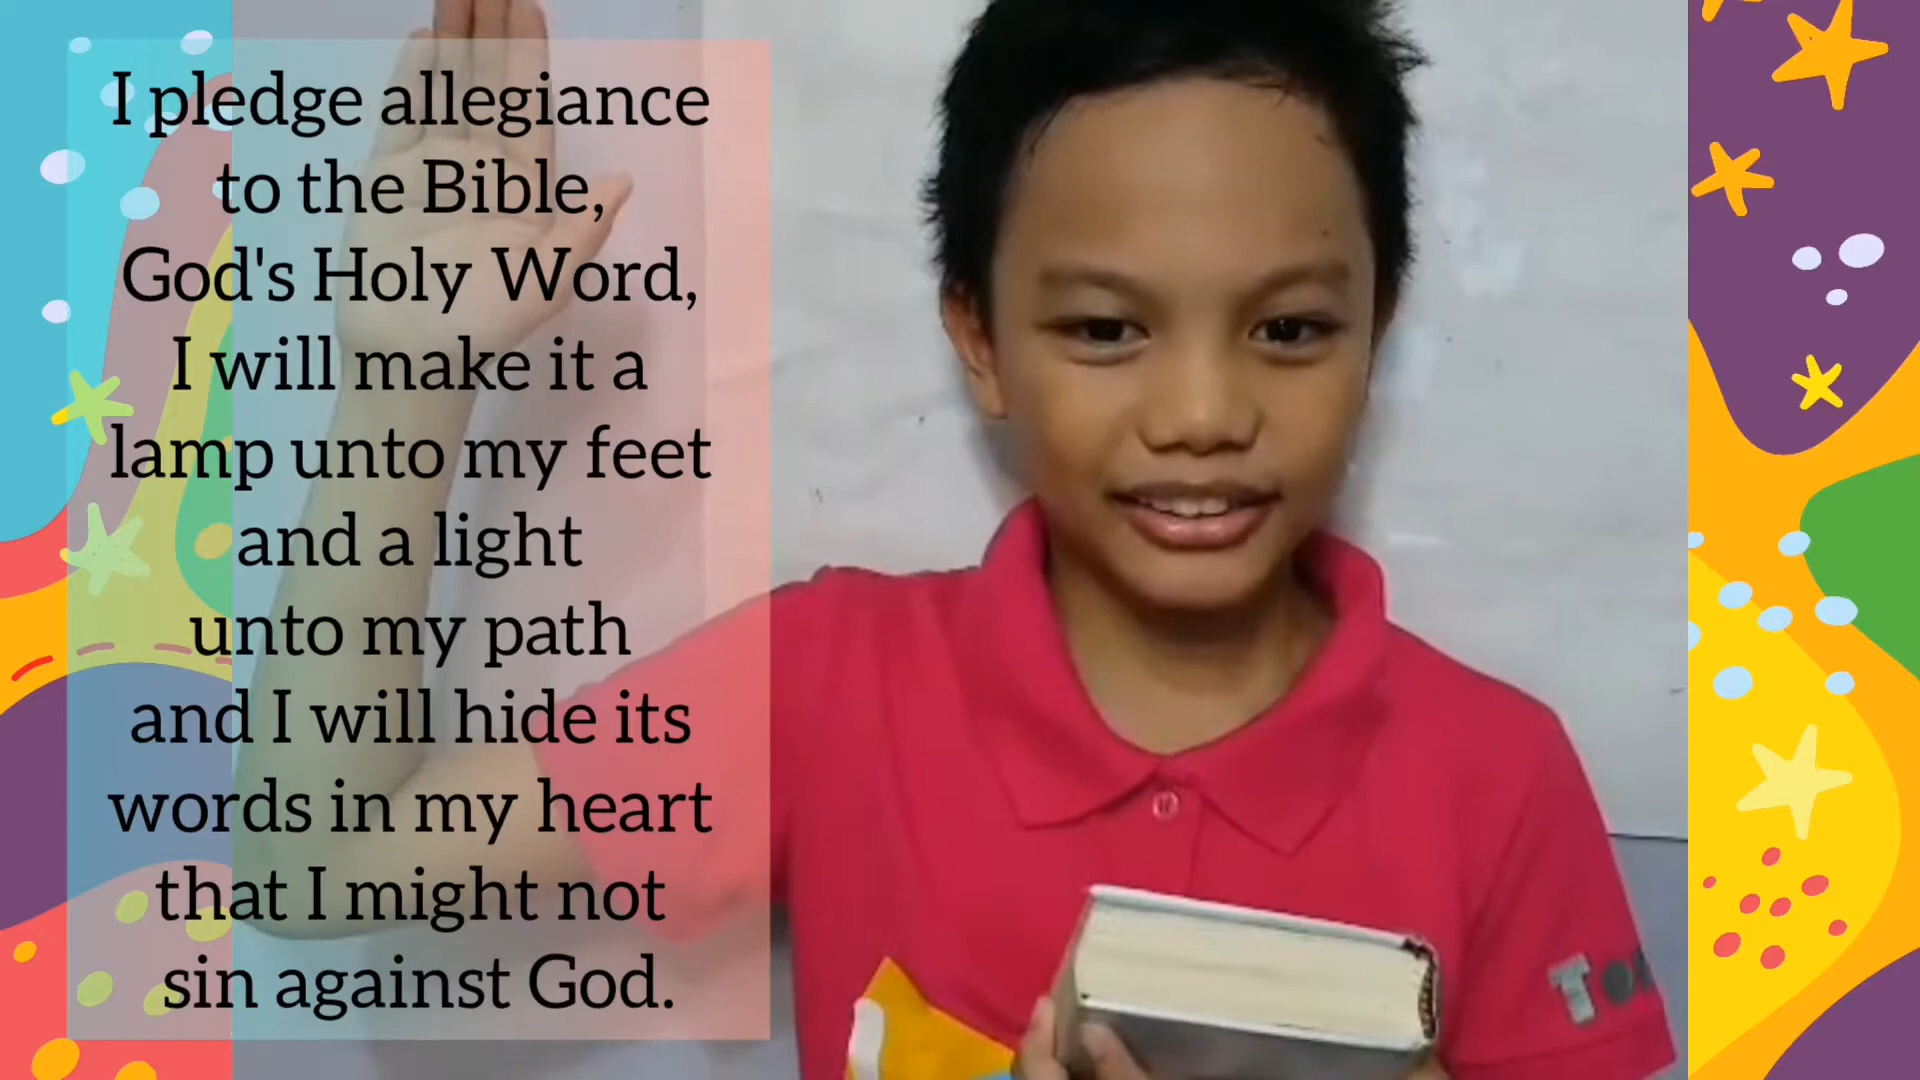 I pledge allegiance
to the Bible,
God's Holy Word,
I will make it a
lamp unto my feet
and a light
unto my path
and I will hide its
words in my heart
that I might not
sin against God.